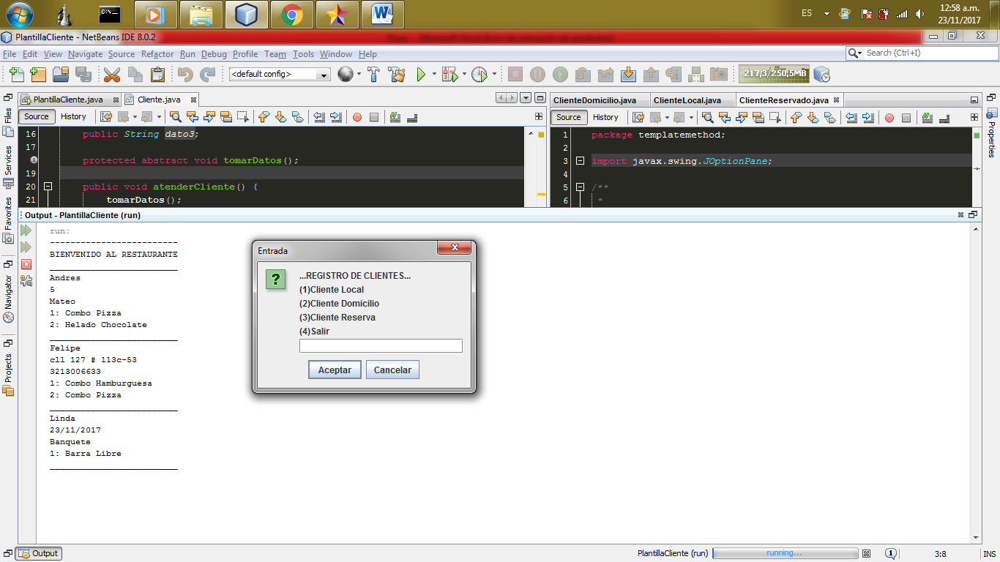 ES
12:58 a.m.
23/11/2017
PlantillaCliente - NetBeans IDE 8.0.2
File Edit View Navigate Source Refactor Run Debug Profile Team Tools Window Help
Search (Ctrl+I)
<default config>
217,3/250,5MB
PlantillaCliente.java
Cliente.java
ClienteDomicilio.java
ClienteLocal.java
ClienteReservado.java
Source History
Source History
16 public String dato3;
17
protected abstract void tomarDatos();
19
20 public void atenderCliente() {
21 tomarDatos();
1 package templatemethod;
2
3 import javax.swing.JOptionPane;
4
5 /**
6 *
Files
Services
Favorites
Navigator
Projects
Properties
Output - PlantillaCliente (run)
run:
-------------------------
BIENVENIDO AL RESTAURANTE
_________________________
Andres
5
Mateo
1: Combo Pizza
2: Helado Chocolate
_________________________
Felipe
cll 127 # 113c-53
3213006633
1: Combo Hamburguesa
2: Combo Pizza
_________________________
Linda
23/11/2017
Banquete
1: Barra Libre
_________________________
Entrada
...REGISTRO DE CLIENTES...
(1)Cliente Local
(2)Cliente Domicilio
(3)Cliente Reserva
(4)Salir
Aceptar Cancelar
Output
PlantillaCliente (run)
running...
1
3:8
INS